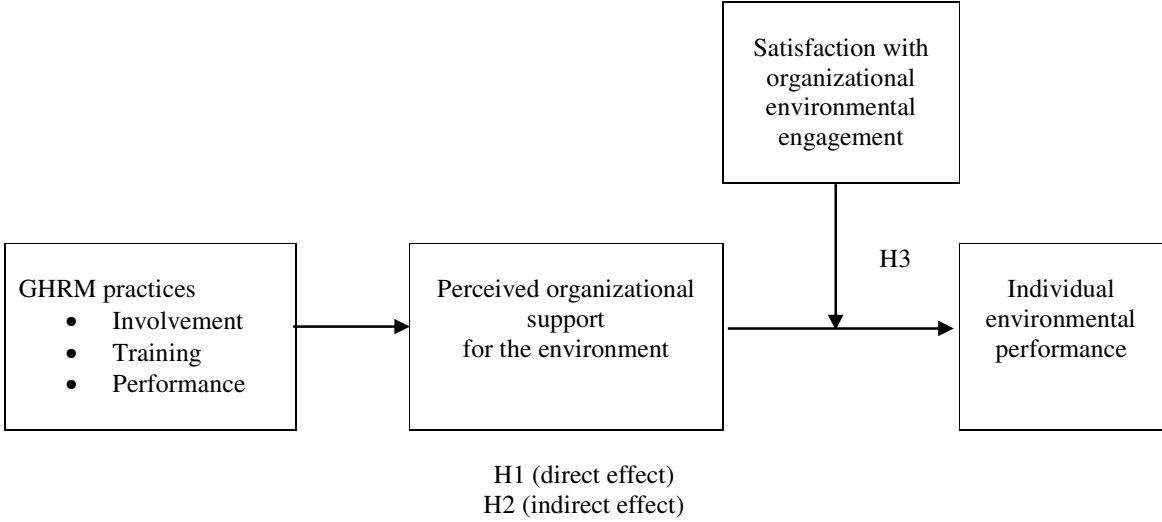 Satisfaction with
organizational
environmental
engagement
H3
GHRM practices
• Involvement
• Training
• Performance
Perceived organizational
support
for the environment
Individual
environmental
performance
H1 (direct effect)
H2 (indirect effect)